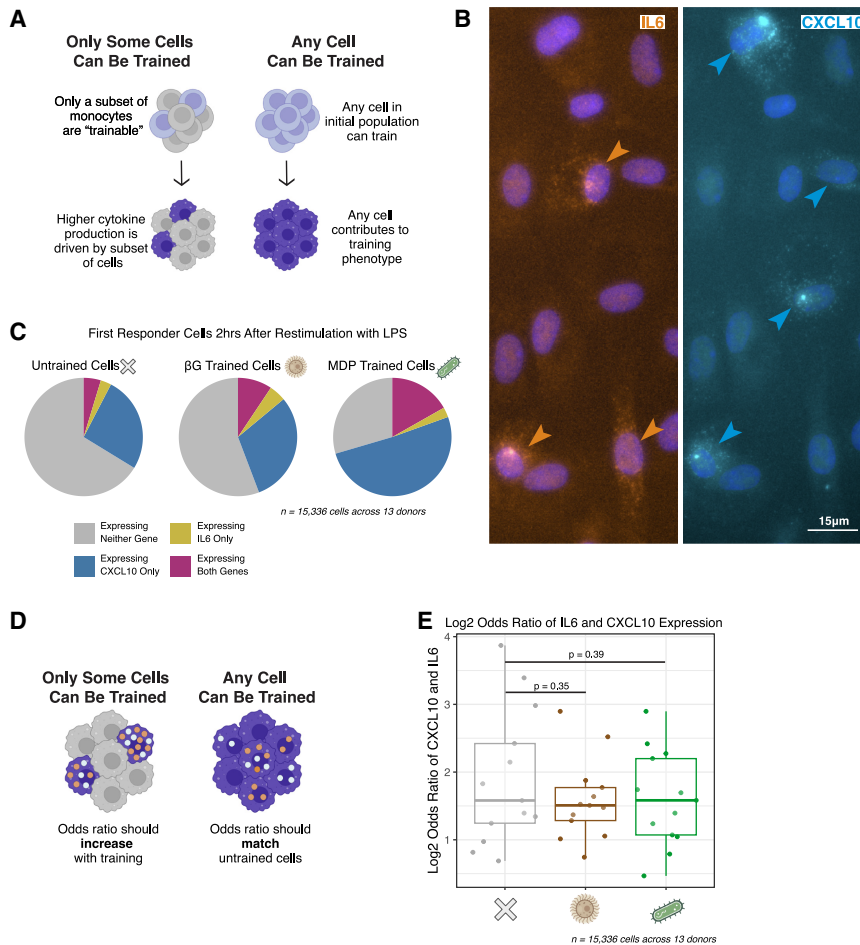 A
Only Some Cells
Can Be Trained
Any Cell
Can Be Trained
Only a subset of
monocytes
are "trainable"
Any cell in
initial population
can train
Higher cytokine
production is
driven by subset
of cells
Any cell
contributes to
training
phenotype
B
IL6
CXCL10
15μm
C
First Responder Cells 2hrs After Restimulation with LPS
Untrained Cells
βG Trained Cells
MDP Trained Cells
n = 15,336 cells across 13 donors
Expressing
Neither Gene
Expressing
IL6 Only
Expressing
CXCL10 Only
Expressing
Both Genes
D
Only Some Cells
Can Be Trained
Any Cell
Can Be Trained
Odds ratio should
increase
with training
Odds ratio should
match
untrained cells
E
Log2 Odds Ratio of IL6 and CXCL10 Expression
Log2 Odds Ratio of CXCL10 and IL6
4
3
2
1
p = 0.39
p = 0.35
n = 15,336 cells across 13 donors